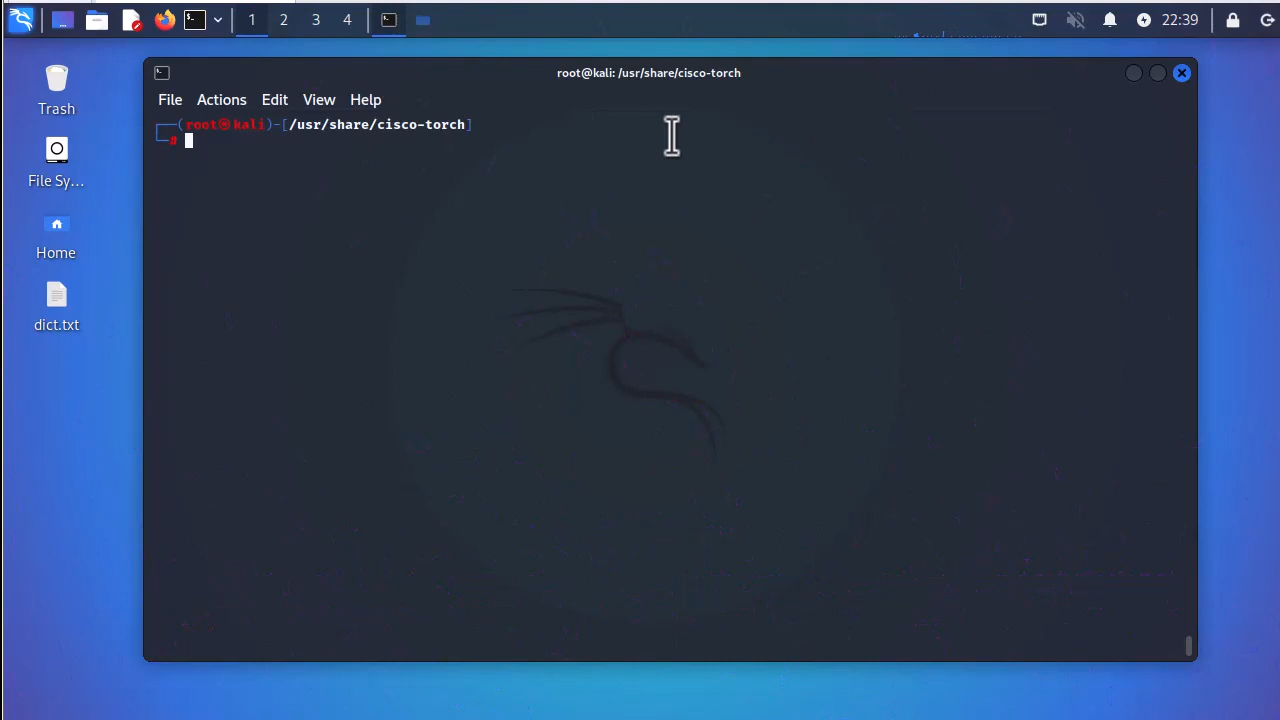 1 2 3 4 22:39
root@kali: /usr/share/cisco-torch
File Actions Edit View Help
┌──(root㉿kali)-[/usr/share/cisco-torch]
└─#
Trash
File Sy...
Home
dict.txt